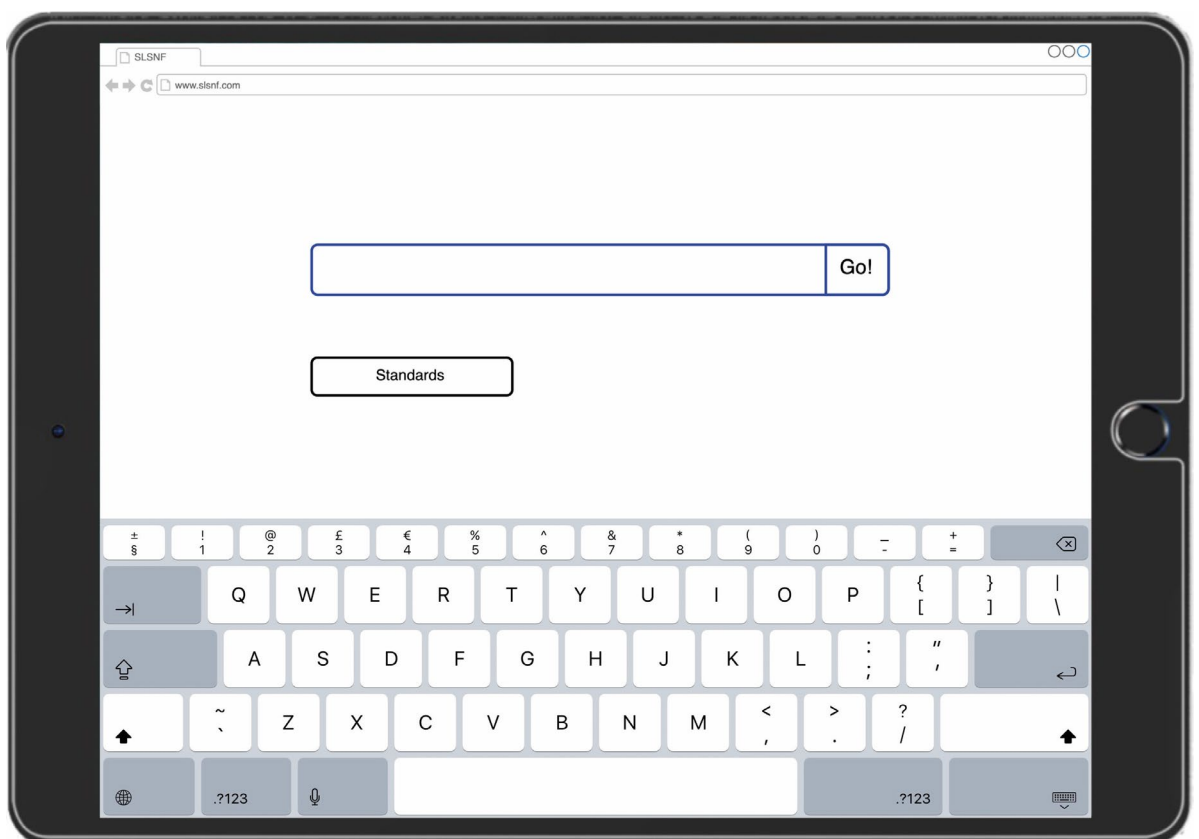 SLSNF
www.slsnf.com
Go!
Standards
± ! @ £ € % ^ & * ( ) _ +
§ 1 2 3 4 5 6 7 8 9 0 - =
Q W E R T Y U I O P { } |
[ ] \
A S D F G H J K L : "
; '
~ Z X C V B N M < > ?
` , . /
.?123 .?123